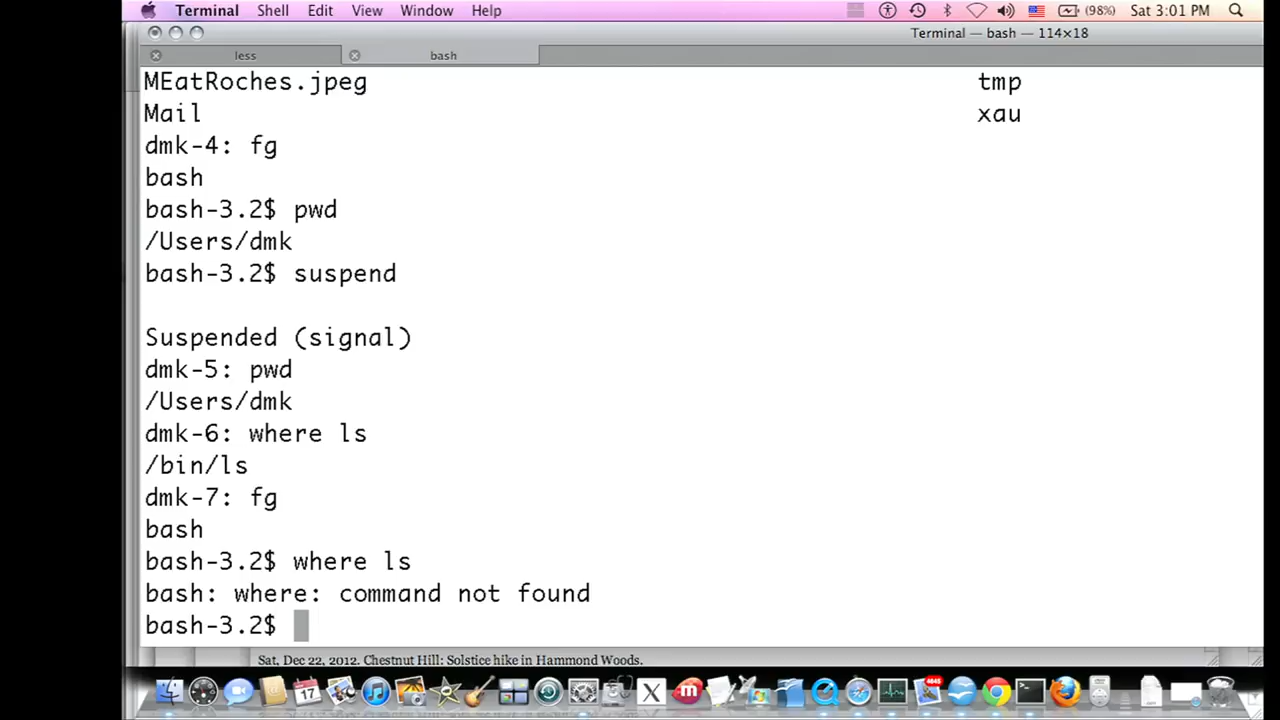 Terminal Shell Edit View Window Help (98%) Sat 3:01 PM
Terminal — bash — 114×18
less bash
MEatRoches.jpeg tmp
Mail xau
dmk-4: fg
bash
bash-3.2$ pwd
/Users/dmk
bash-3.2$ suspend
Suspended (signal)
dmk-5: pwd
/Users/dmk
dmk-6: where ls
/bin/ls
dmk-7: fg
bash
bash-3.2$ where ls
bash: where: command not found
bash-3.2$
Sat, Dec 22, 2012. Chestnut Hill: Solstice hike in Hammond Woods.
17
X
m